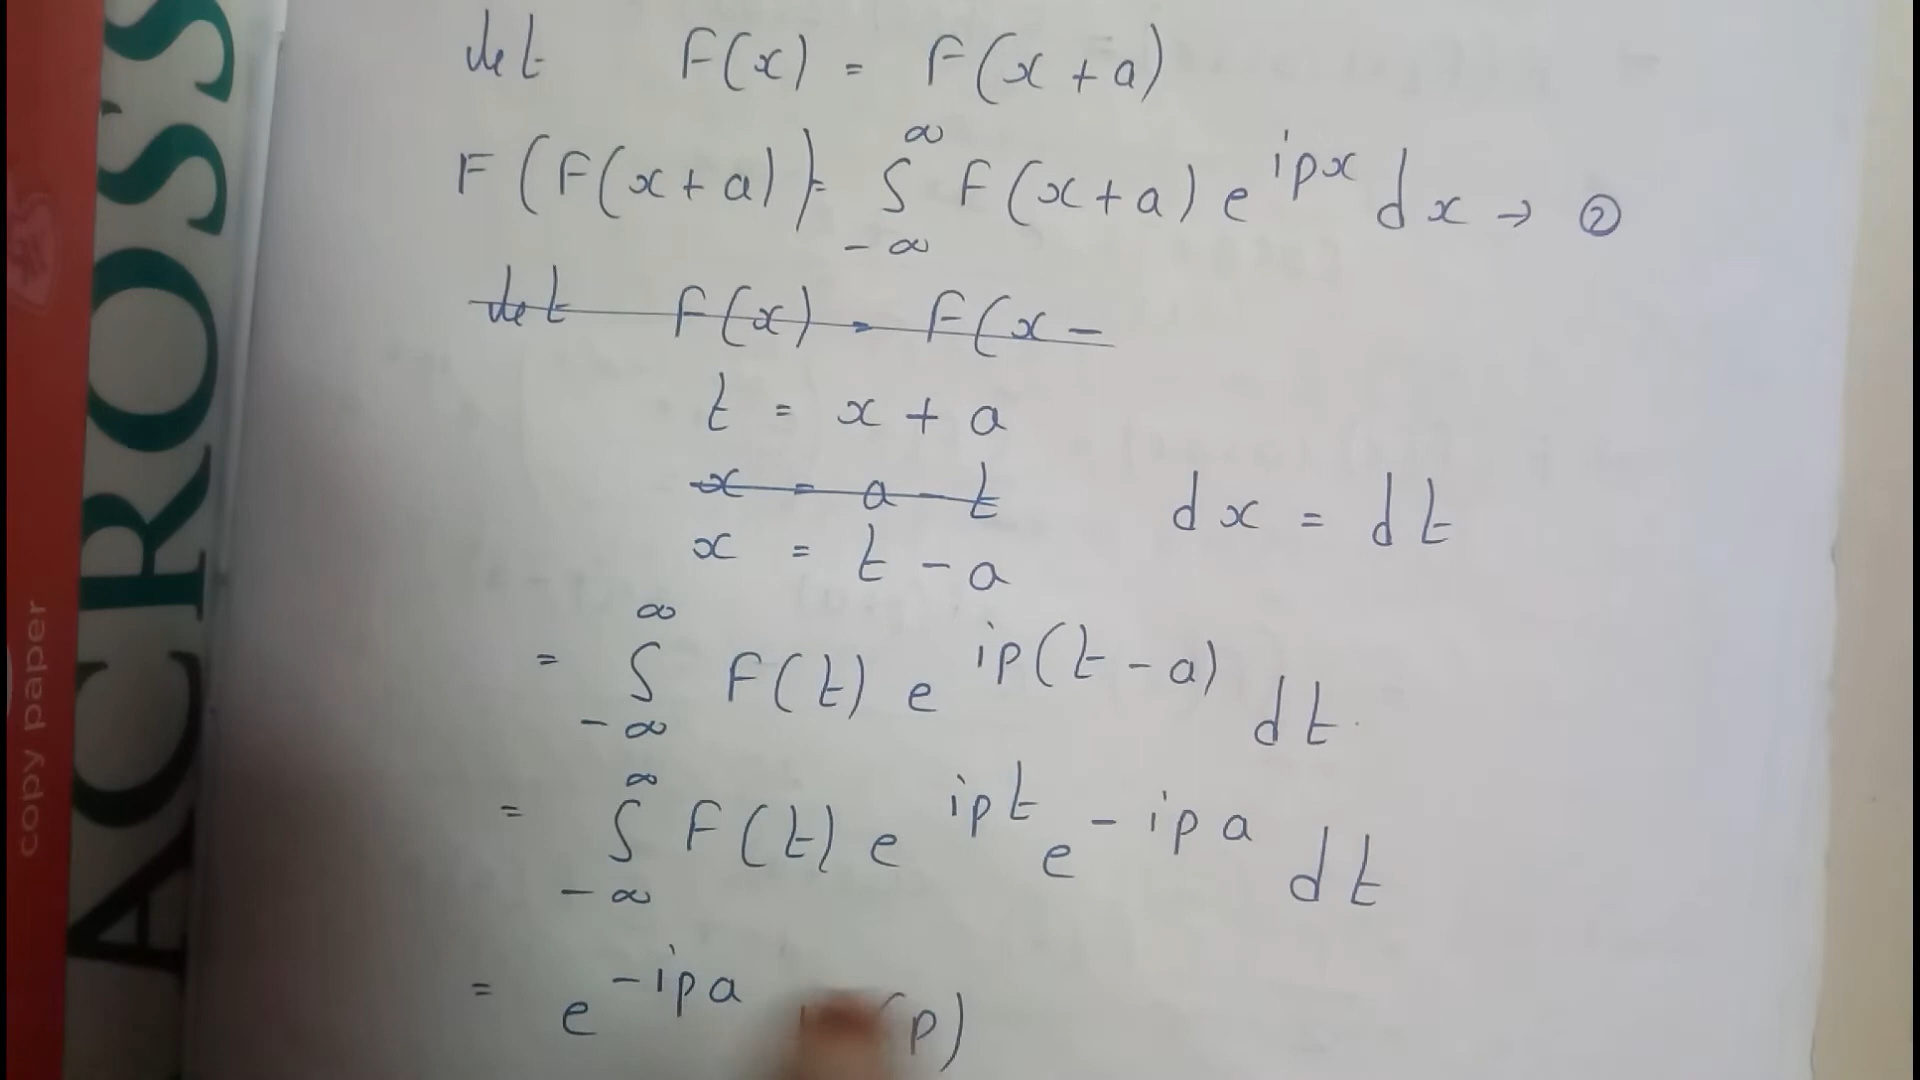 Let F(x) = F(x+a)
F(F(x+a)) = ∫_{-∞}^{∞} F(x+a) e^{ipx} dx → ②
Let F(x) = F(x -
t = x + a
x = a - t
dx = dt
x = t - a
= ∫_{-∞}^{∞} F(t) e^{ip(t-a)} dt.
= ∫_{-∞}^{∞} F(t) e^{ipt} e^{-ipa} dt
= e^{-ipa} (p)
ACROSS
copy paper